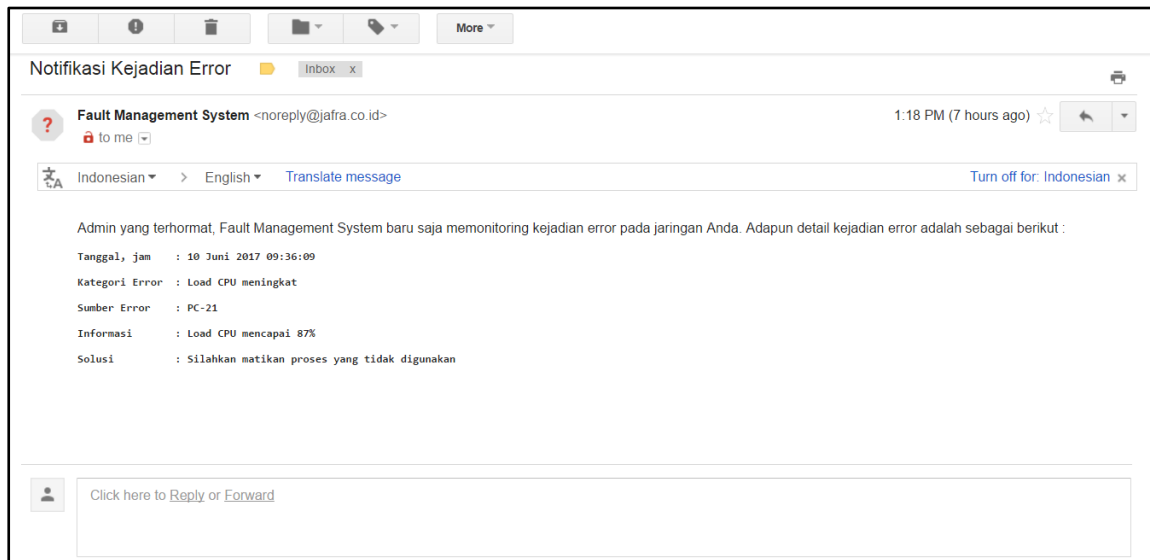 More
Notifikasi Kejadian Error Inbox x
Fault Management System <noreply@jafra.co.id> 1:18 PM (7 hours ago)
? to me
Indonesian > English Translate message Turn off for: Indonesian x
Admin yang terhormat, Fault Management System baru saja memonitoring kejadian error pada jaringan Anda. Adapun detail kejadian error adalah sebagai berikut :
Tanggal, jam : 10 Juni 2017 09:36:09
Kategori Error : Load CPU meningkat
Sumber Error : PC-21
Informasi : Load CPU mencapai 87%
Solusi : Silahkan matikan proses yang tidak digunakan
Click here to Reply or Forward